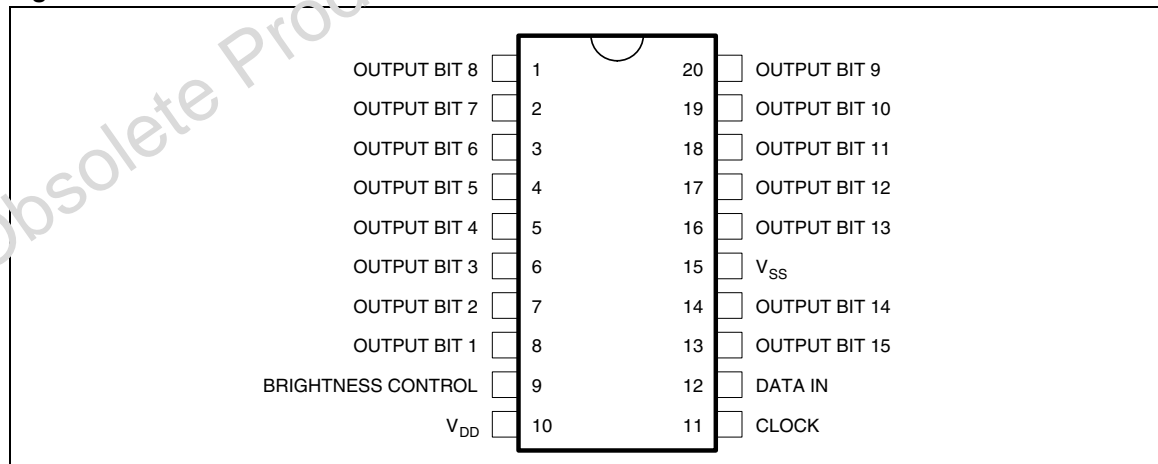 Obsolete Prod
OUTPUT BIT 8 1 20 OUTPUT BIT 9
OUTPUT BIT 7 2 19 OUTPUT BIT 10
OUTPUT BIT 6 3 18 OUTPUT BIT 11
OUTPUT BIT 5 4 17 OUTPUT BIT 12
OUTPUT BIT 4 5 16 OUTPUT BIT 13
OUTPUT BIT 3 6 15 VSS
OUTPUT BIT 2 7 14 OUTPUT BIT 14
OUTPUT BIT 1 8 13 OUTPUT BIT 15
BRIGHTNESS CONTROL 9 12 DATA IN
VDD 10 11 CLOCK